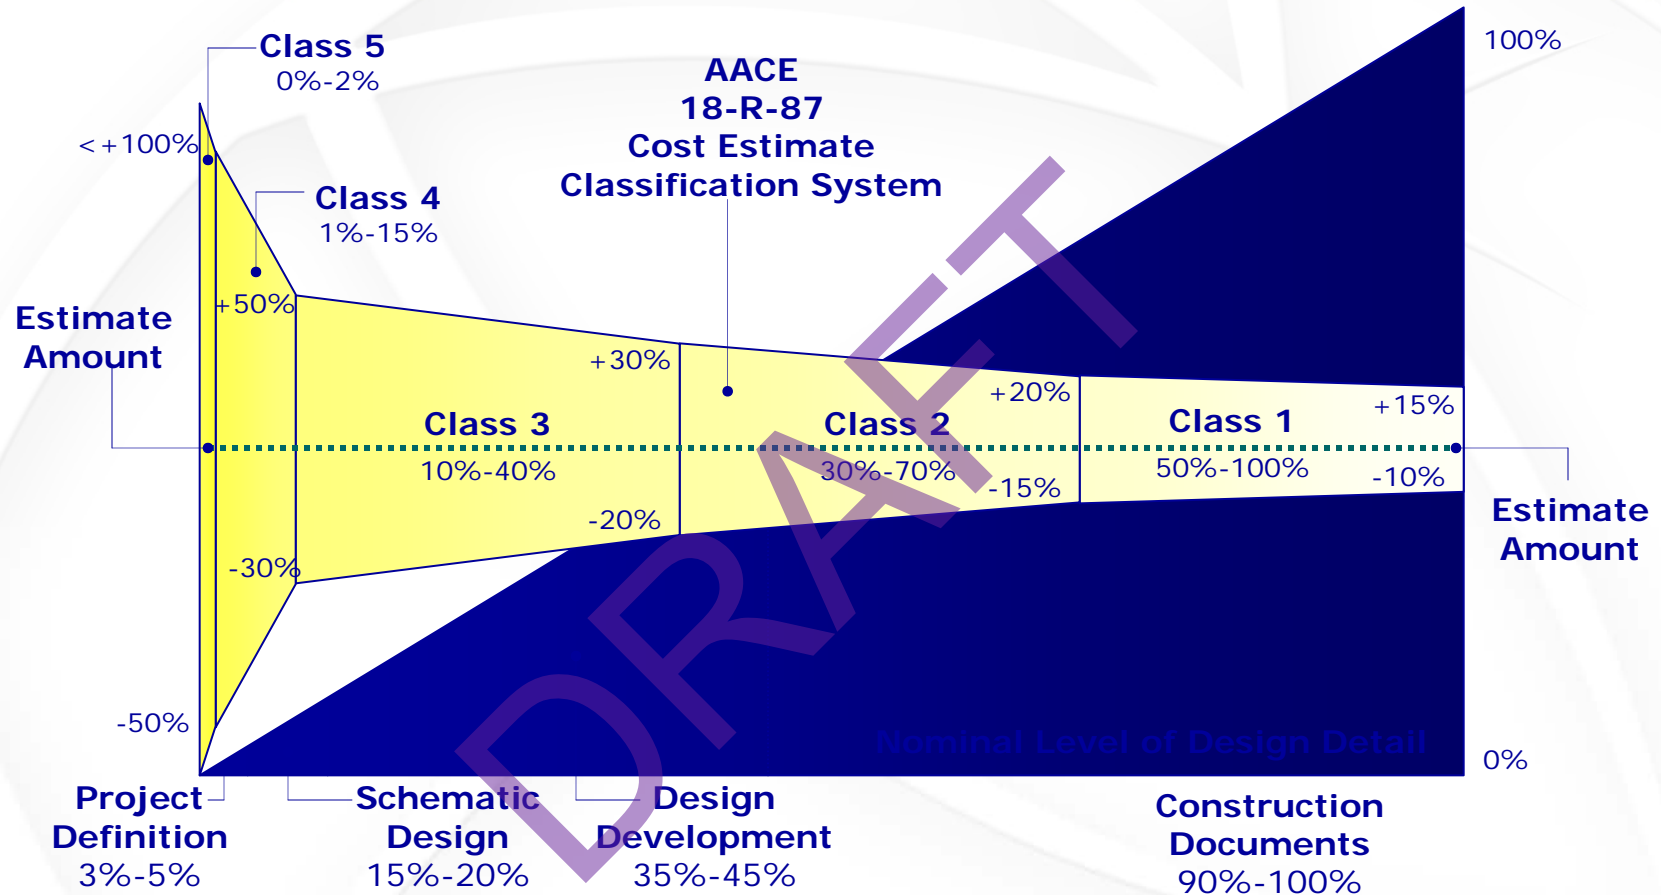 Class 5
0%-2%
<+100%
AACE
18-R-87
Cost Estimate
Classification System
100%
Class 4
1%-15%
+50%
Estimate
Amount
+30%
+20%
+15%
Class 3
10%-40%
Class 2
30%-70%
Class 1
50%-100%
-10%
-15%
-20%
-30%
-50%
Estimate
Amount
DRAFT
Nominal Level of Design Detail
0%
Project
Definition
3%-5%
Schematic
Design
15%-20%
Design
Development
35%-45%
Construction
Documents
90%-100%